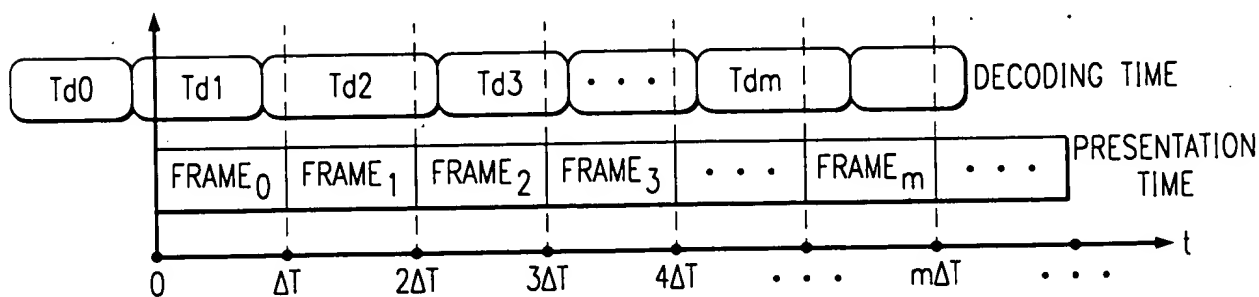 Td0 Td1 Td2 Td3 · · · Tdm DECODING TIME
FRAME₀ FRAME₁ FRAME₂ FRAME₃ · · · FRAMEₘ · · · PRESENTATION
TIME
t
0 ΔT 2ΔT 3ΔT 4ΔT · · · mΔT · · ·